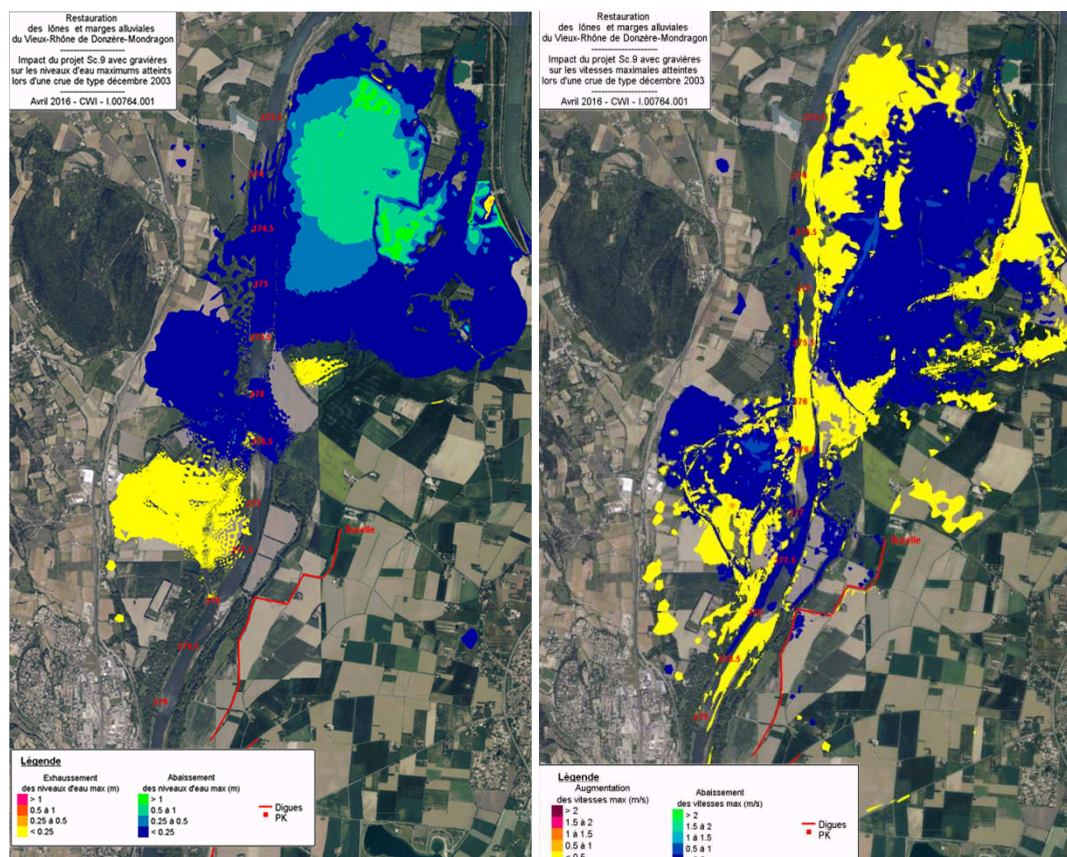 Restauration
des lônes et marges alluviales
du Vieux-Rhône de Donzère-Mondragon
--------------------
Impact du projet Sc.9 avec gravières
sur les niveaux d'eau maximums atteints
lors d'une crue de type décembre 2003
--------------------
Avril 2016 - CWI - I.00764.001
374.5
175
376
377.5
Banelle
Légende
Exhaussement
des niveaux d'eau max (m)
> 1
0.5 à 1
0.25 à 0.5
< 0.25
Abaissement
des niveaux d'eau max (m)
> 1
0.5 à 1
0.25 à 0.5
< 0.25
Digues
PK
Restauration
des lônes et marges alluviales
du Vieux-Rhône de Donzère-Mondragon
--------------------
Impact du projet Sc.9 avec gravières
sur les vitesses maximales atteintes
lors d'une crue de type décembre 2003
--------------------
Avril 2016 - CWI - I.00764.001
Légende
Augmentation
des vitesses max (m/s)
> 2
1.5 à 2
1 à 1.5
0.5 à 1
Abaissement
des vitesses max (m/s)
> 2
1.5 à 2
1 à 1.5
0.5 à 1
Digues
PK